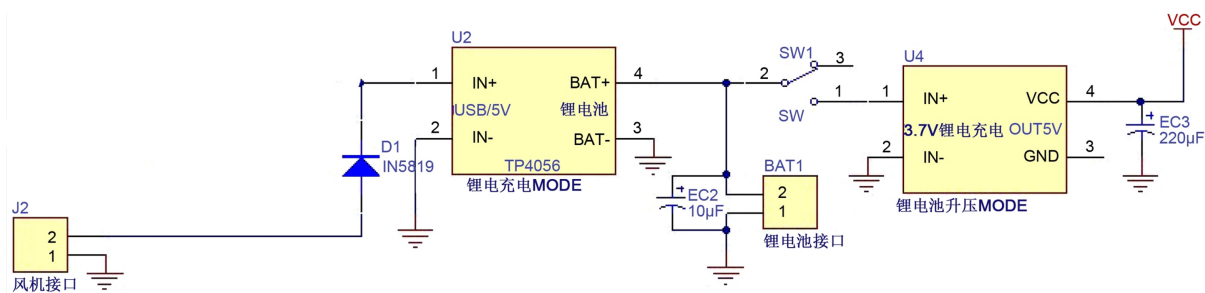 J2
2
1
风机接口
D1
IN5819
U2
1
IN+
USB/5V
2
IN-
BAT+
4
锂电池
BAT-
3
TP4056
锂电充电MODE
EC2
10μF
BAT1
2
1
锂电池接口
SW1
2
3
1
SW
U4
1
IN+
VCC
4
3.7V锂电充电
OUT5V
2
IN-
GND
3
锂电池升压MODE
VCC
EC3
220μF